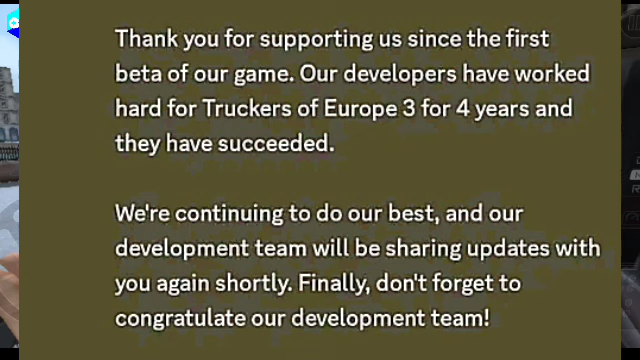 Thank you for supporting us since the first
beta of our game. Our developers have worked
hard for Truckers of Europe 3 for 4 years and
they have succeeded.
We're continuing to do our best, and our
development team will be sharing updates with
you again shortly. Finally, don't forget to
congratulate our development team!